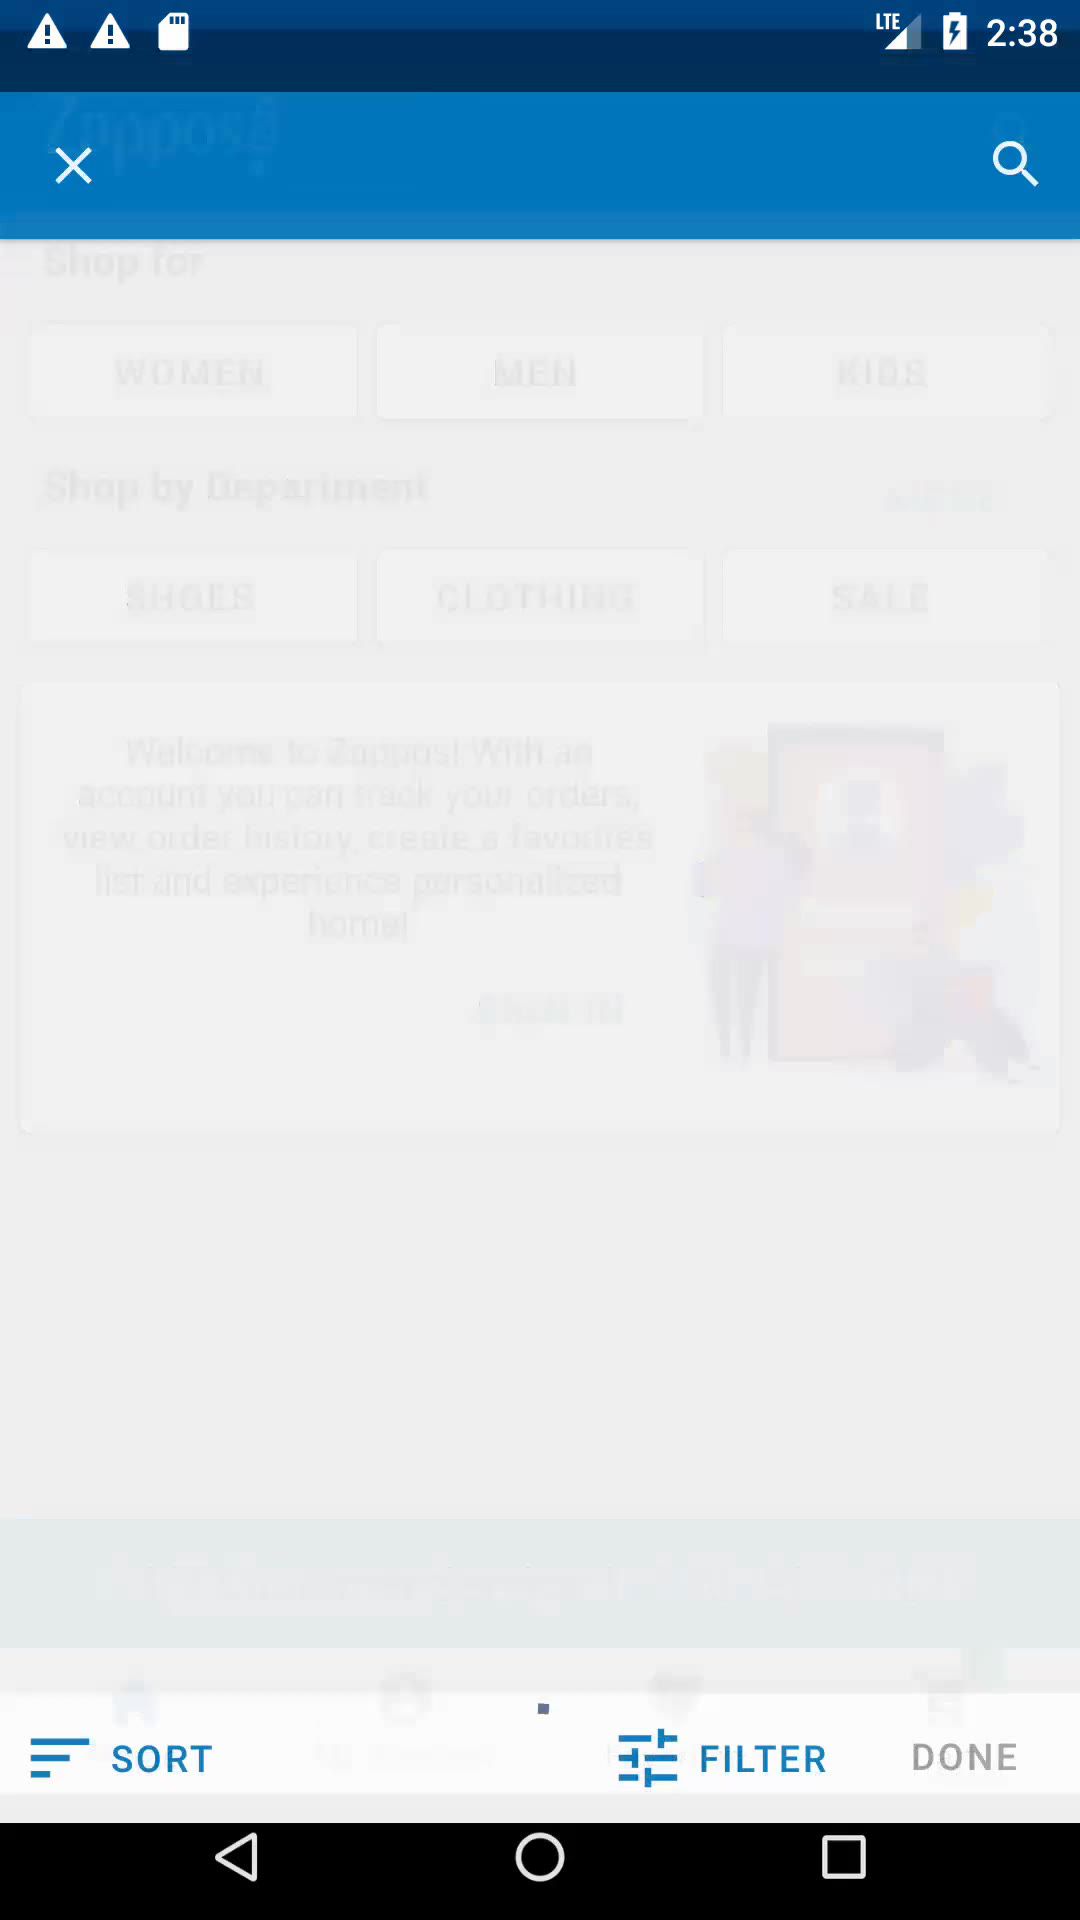 LTE 2:38
Zappos
Shop for
WOMEN MEN KIDS
Shop by Department
SHOES CLOTHING SALE
Welcome to Zappos! With an
account you can track your orders,
view order history, create a favorites
list and experience personalized
home!
SIGN IN
SORT FILTER DONE